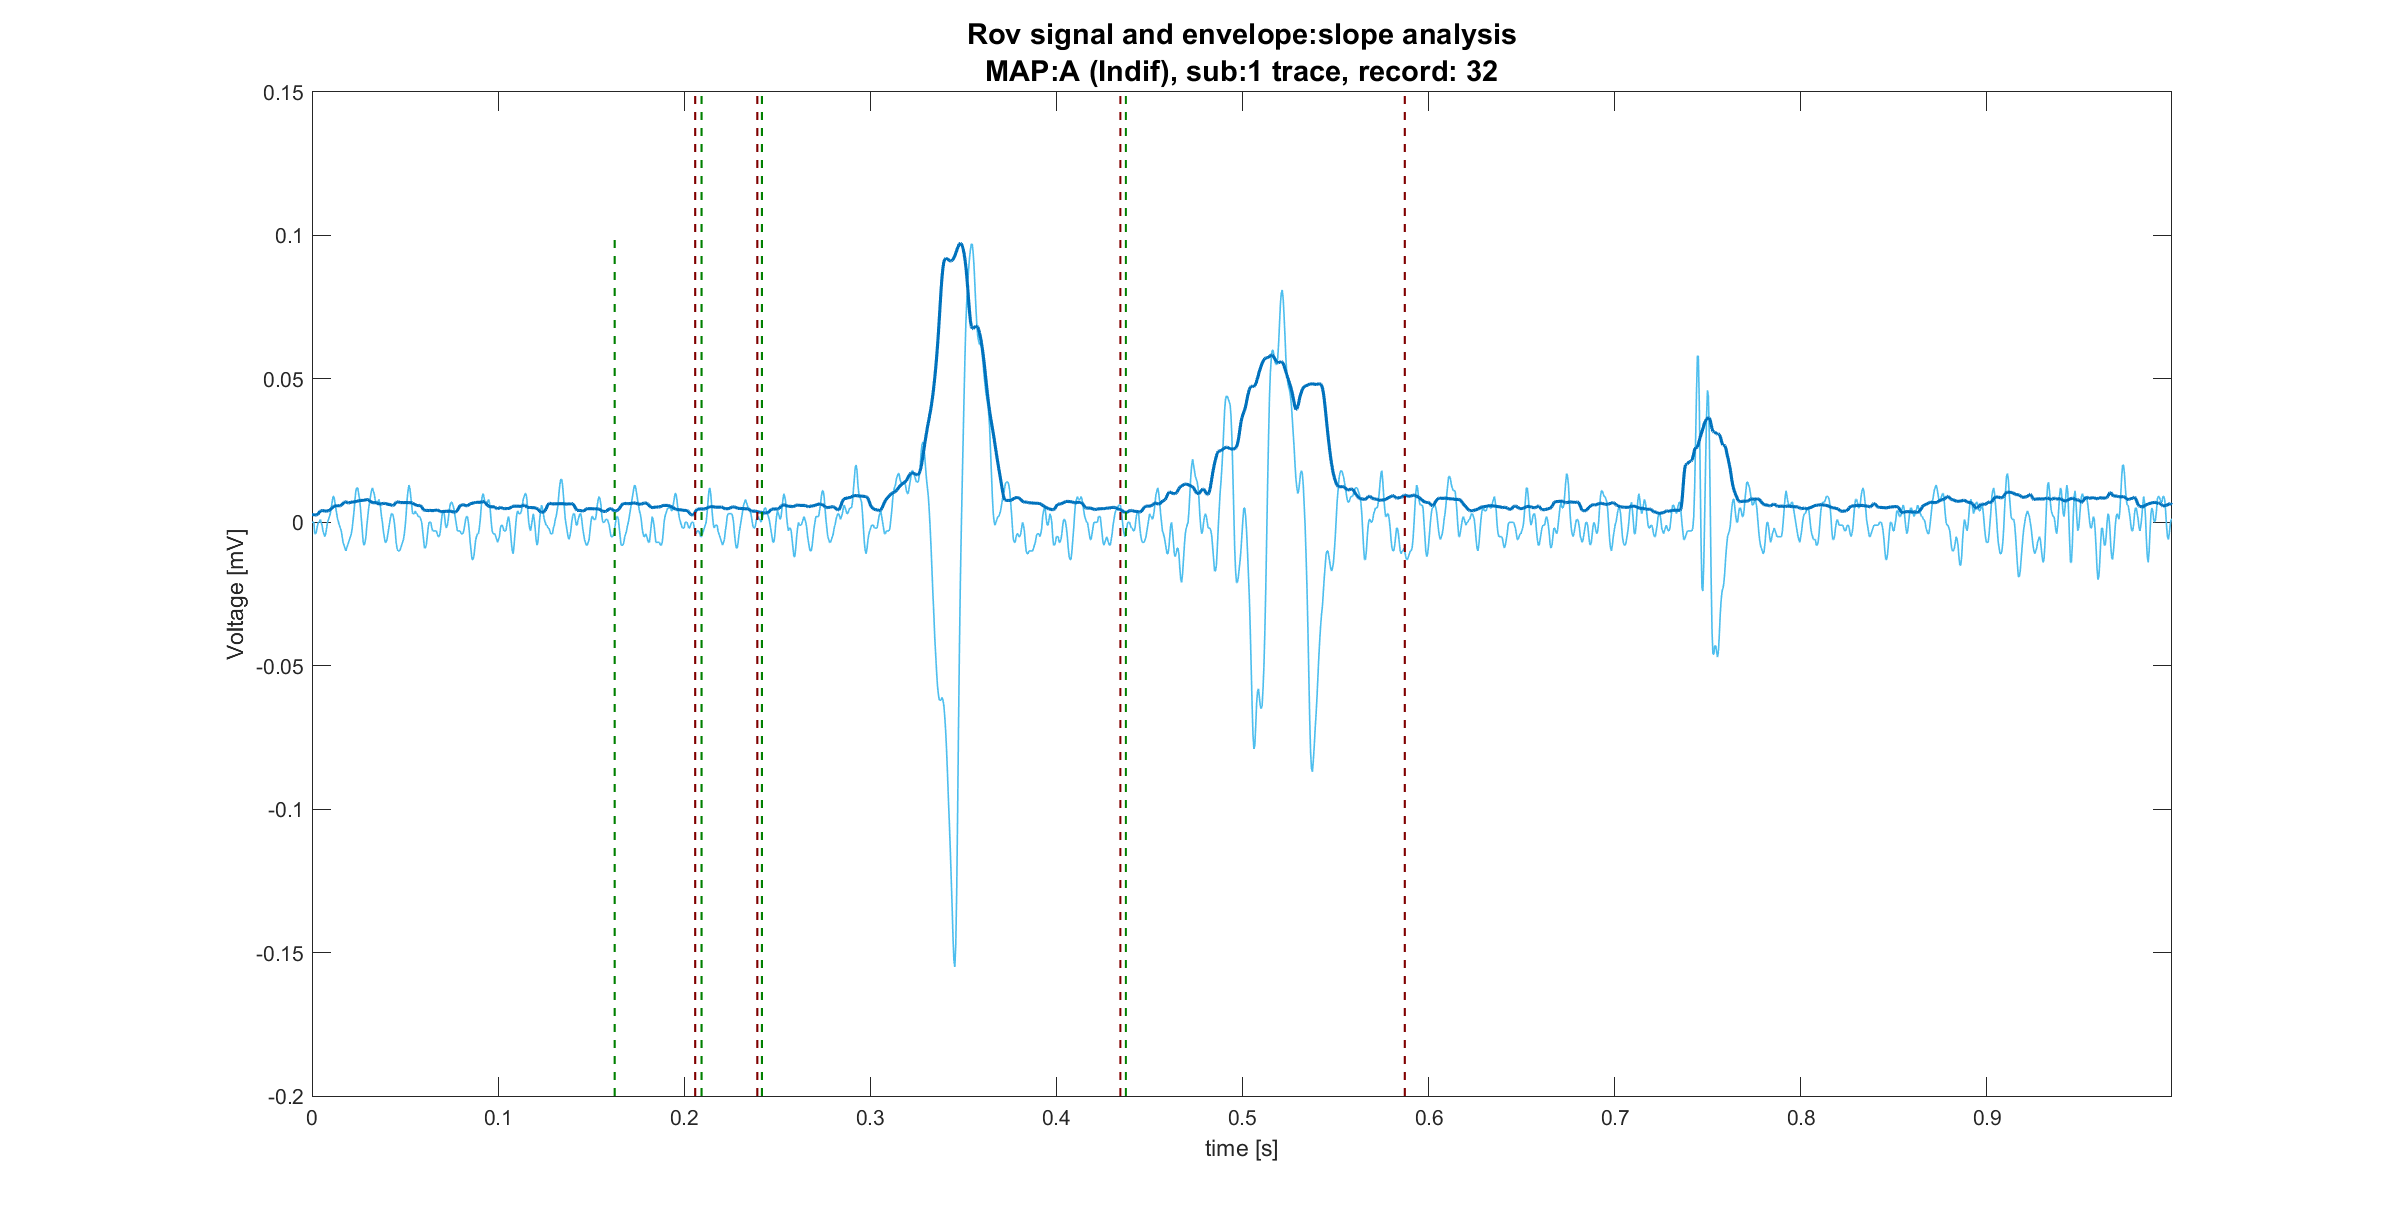 Rov signal and envelope:slope analysis
MAP:A (Indif), sub:1 trace, record: 32
0.15
0.1
0.05
0
-0.05
-0.1
-0.15
-0.2
Voltage [mV]
0 0.1 0.2 0.3 0.4 0.5 0.6 0.7 0.8 0.9
time [s]